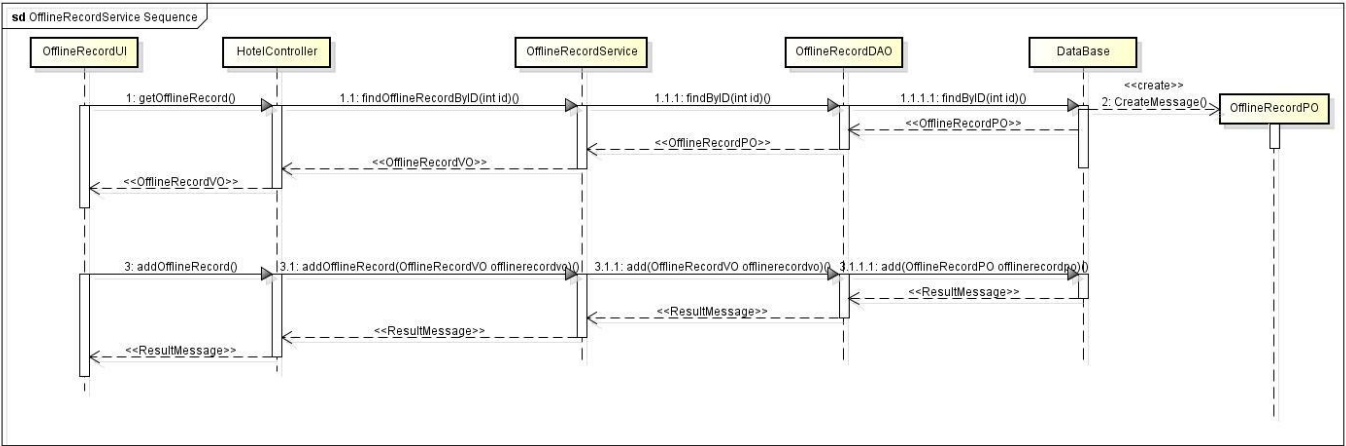 sd OfflineRecordService Sequence
OfflineRecordUI
HotelController
OfflineRecordService
OfflineRecordDAO
DataBase
<<create>>
1: getOfflineRecord()
1.1: findOfflineRecordByID(int id)()
1.1.1: findByID(int id)()
1.1.1.1: findByID(int id)()
2: CreateMessage()
OfflineRecordPO
<<OfflineRecordPO>>
<<OfflineRecordPO>>
<<OfflineRecordVO>>
<<OfflineRecordVO>>
3: addOfflineRecord()
3.1: addOfflineRecord(OfflineRecordVO offlinerecordvo)()
3.1.1: add(OfflineRecordVO offlinerecordvo)()
3.1.1.1: add(OfflineRecordPO offlinerecordpo)()
<<ResultMessage>>
<<ResultMessage>>
<<ResultMessage>>
<<ResultMessage>>